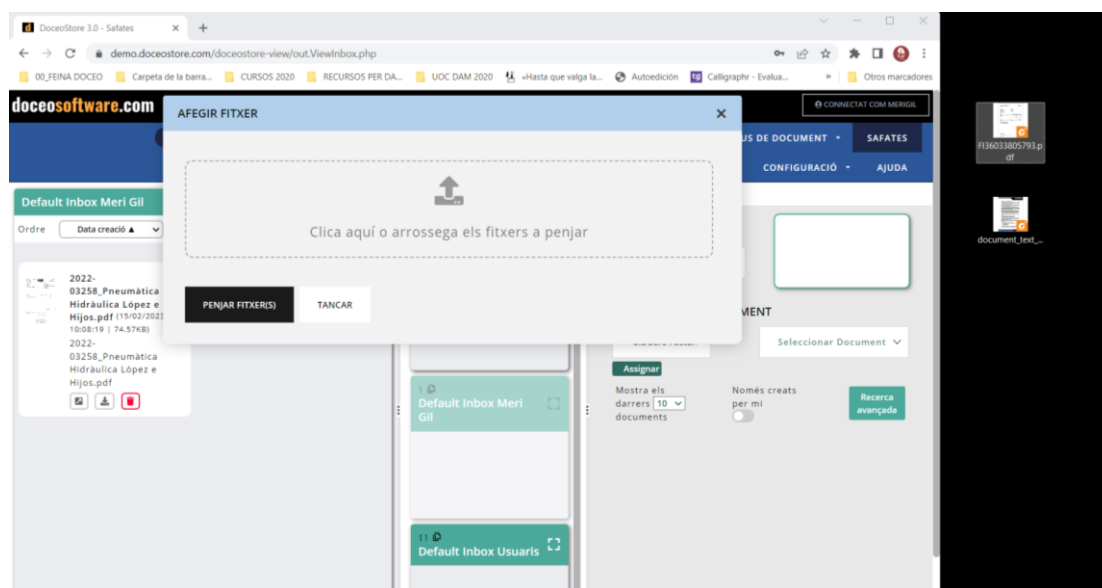 DoceoStore 3.0 - Safates
demo.doceostore.com/doceostore-view/out.ViewInbox.php
00_FEINA DOCEO
Carpeta de la barra...
CURSOS 2020
RECURSOS PER DA...
UOC DAM 2020
«Hasta que valga la...
Autoedición
Calligraphr - Evalua...
»
Otros marcadores
doceosoftware.com
AFEGIR FITXER
CONNECTAT COM MERIGIL
US DE DOCUMENT
SAFATES
CONFIGURACIÓ
AJUDA
Clica aquí o arrossega els fitxers a penjar
PENJAR FITXER(S)
TANCAR
Default Inbox Meri Gil
Ordre
Data creació ▲
2022-
03258_Pneumàtica
Hidràulica López e
Hijos.pdf (15/02/2023
10:08:19 | 74.57KB)
2022-
03258_Pneumàtica
Hidràulica López e
Hijos.pdf
1
Default Inbox Meri
Gil
11
Default Inbox Usuaris
MENT
Seleccionar Document
Assignar
Mostra els
darrers 10
documents
Només creats
per mi
Recerca
avançada
FI36033805793.p
df
document_text_...